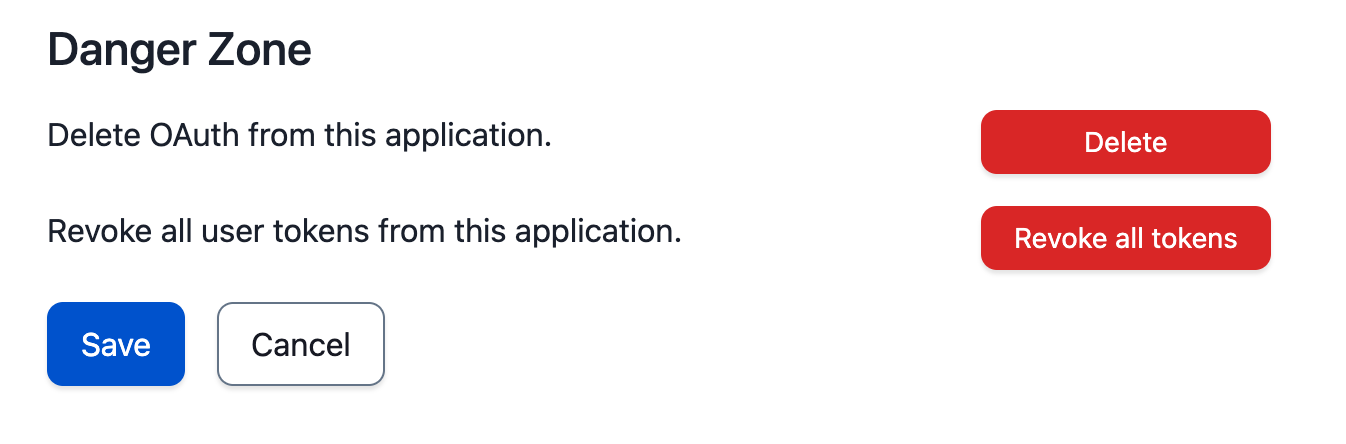 Danger Zone
Delete OAuth from this application.
Delete
Revoke all user tokens from this application.
Revoke all tokens
Save
Cancel